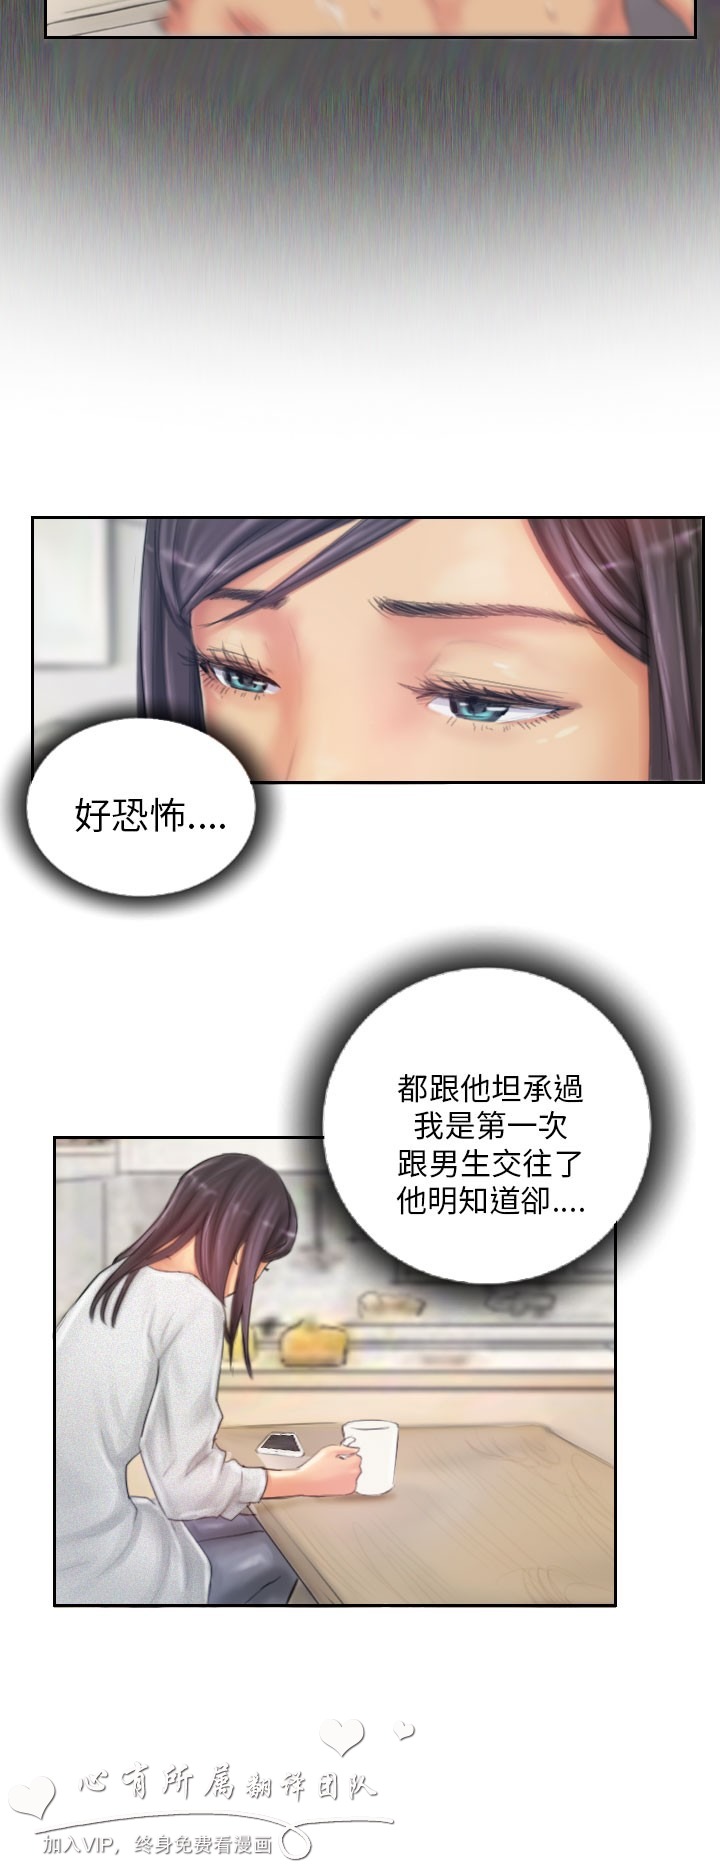 好恐怖....
都跟他坦承過
我是第一次
跟男生交往了
他明知道卻....
心有所属翻译团队
加入VIP，终身免费看漫画